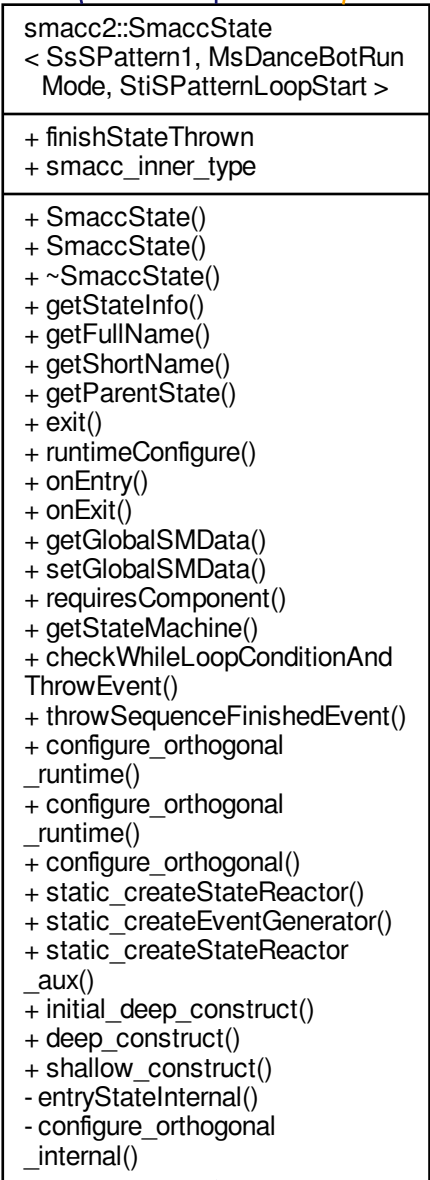 smacc2::SmaccState
< SsSPattern1, MsDanceBotRun
Mode, StiSPatternLoopStart >
+ finishStateThrown
+ smacc_inner_type
+ SmaccState()
+ SmaccState()
+ ~SmaccState()
+ getStateInfo()
+ getFullName()
+ getShortName()
+ getParentState()
+ exit()
+ runtimeConfigure()
+ onEntry()
+ onExit()
+ getGlobalSMData()
+ setGlobalSMData()
+ requiresComponent()
+ getStateMachine()
+ checkWhileLoopConditionAnd
ThrowEvent()
+ throwSequenceFinishedEvent()
+ configure_orthogonal
_runtime()
+ configure_orthogonal
_runtime()
+ configure_orthogonal()
+ static_createStateReactor()
+ static_createEventGenerator()
+ static_createStateReactor
_aux()
+ initial_deep_construct()
+ deep_construct()
+ shallow_construct()
- entryStateInternal()
- configure_orthogonal
_internal()